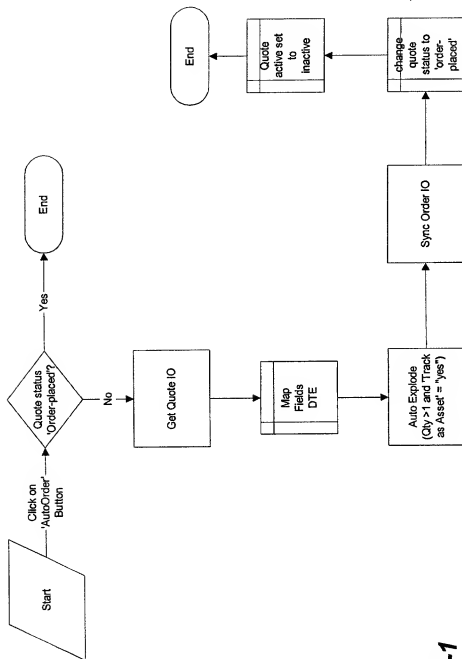 Start
Click on
'AutoOrder'
Button
Quote status
'Order-placed'?
Yes
End
No
Get Quote IO
Map
Fields
DTE
Auto Explode
(Qty >1 and 'Track
as Asset' = "yes")
Sync Order IO
change
quote
status to
'order-
placed'
Quote
active set
to
inactive
End
-1